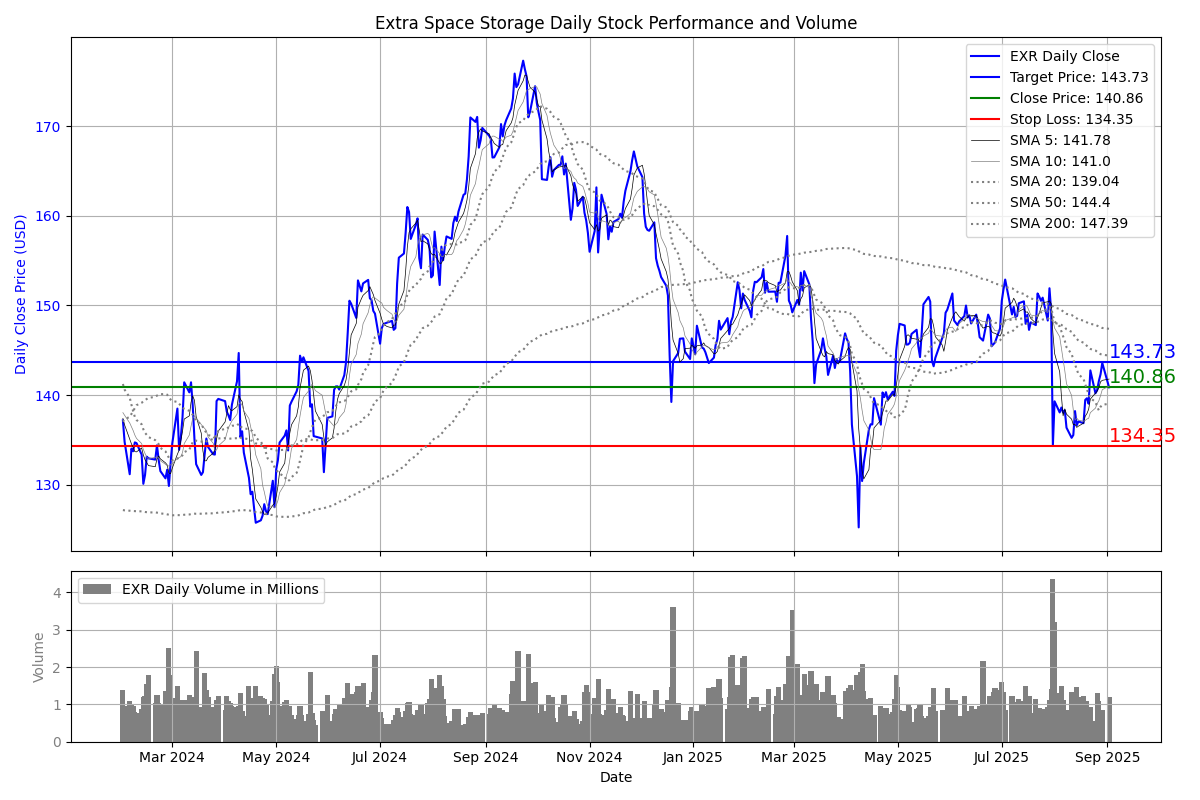 Extra Space Storage Daily Stock Performance and Volume
Daily Close Price (USD)
170
160
150
140
130
EXR Daily Close
Target Price: 143.73
Close Price: 140.86
Stop Loss: 134.35
SMA 5: 141.78
SMA 10: 141.0
SMA 20: 139.04
SMA 50: 144.4
SMA 200: 147.39
143.73
140.86
134.35
EXR Daily Volume in Millions
Volume
4
3
2
1
0
Mar 2024
May 2024
Jul 2024
Sep 2024
Nov 2024
Jan 2025
Mar 2025
May 2025
Jul 2025
Sep 2025
Date